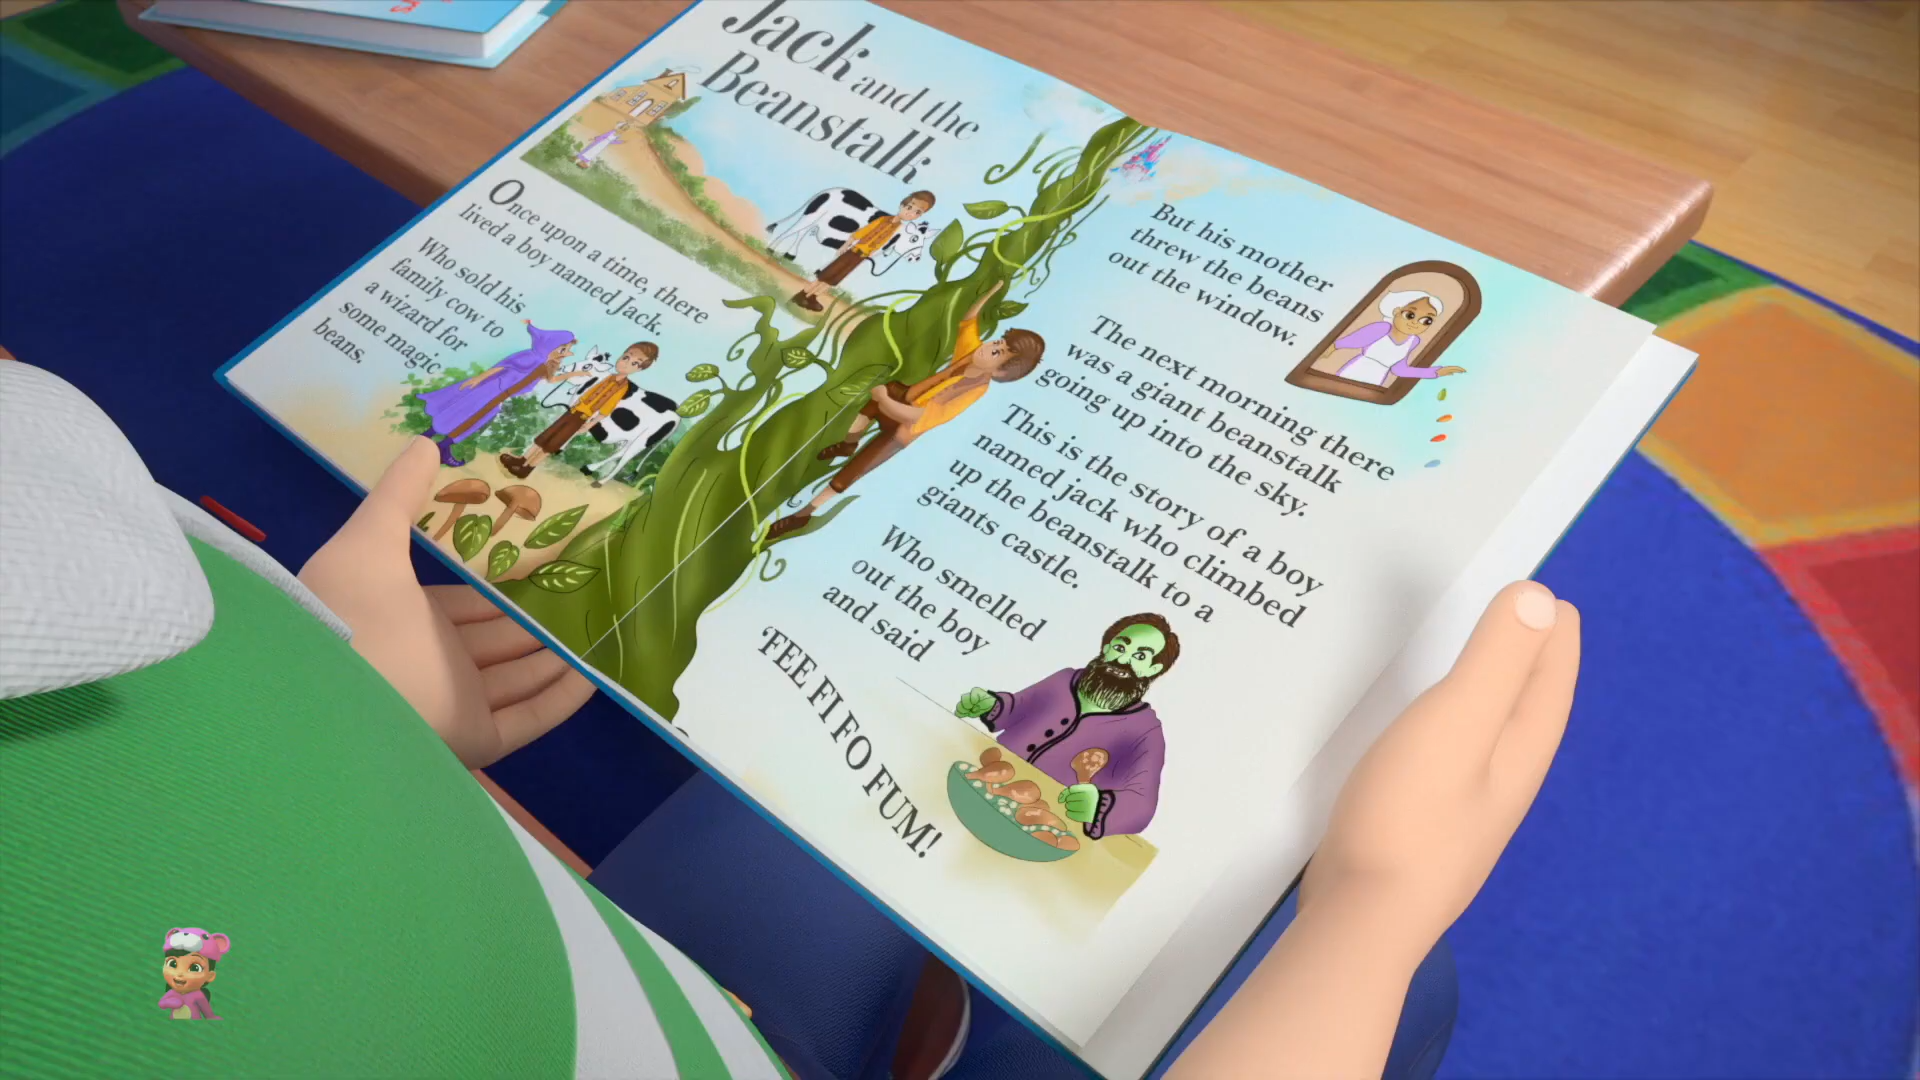 Jack and the
Beanstalk
Once upon a time, there
lived a boy named Jack.
Who sold his
family cow to
a wizard for
some magic
beans.
But his mother
threw the beans
out the window.
The next morning there
was a giant beanstalk
going up into the sky.
This is the story of a boy
named jack who climbed
up the beanstalk to a
giants castle.
Who smelled
out the boy
and said
'FEE FI FO FUM!